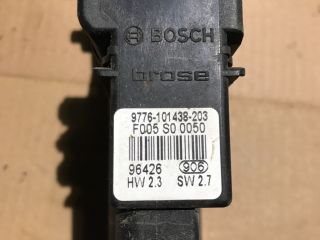 BOSCH
brose
9776-101438-203
F005 S0 0050
96426 906
HW 2.3 SW 2.7